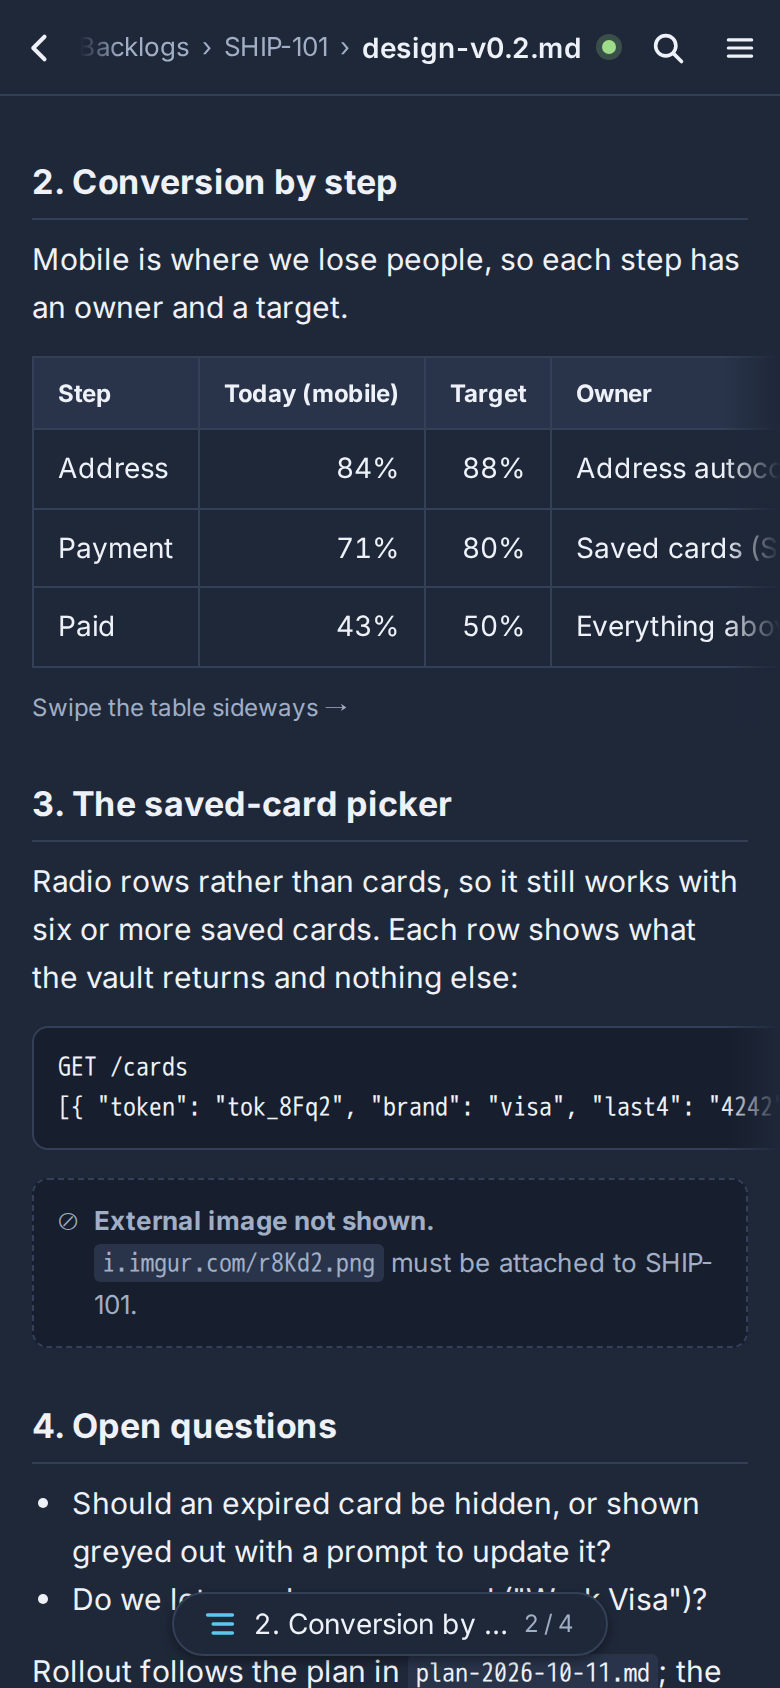 Backlogs › SHIP-101 › design-v0.2.md
2. Conversion by step
Mobile is where we lose people, so each step has
an owner and a target.
Step Today (mobile) Target Owner
Address 84% 88% Address
Payment 71% 80% Saved cards
Paid 43% 50% Everything
Swipe the table sideways →
3. The saved-card picker
Radio rows rather than cards, so it still works with
six or more saved cards. Each row shows what
the vault returns and nothing else:
GET /cards
[{ "token": "tok_8Fq2", "brand": "visa", "last4": "4242
⊘ External image not shown.
i.imgur.com/r8Kd2.png must be attached to SHIP-
101.
4. Open questions
• Should an expired card be hidden, or shown
greyed out with a prompt to update it?
• Do we Visa")?
2. Conversion by ... 2 / 4
Rollout follows the plan in plan-2026-10-11.md ; the